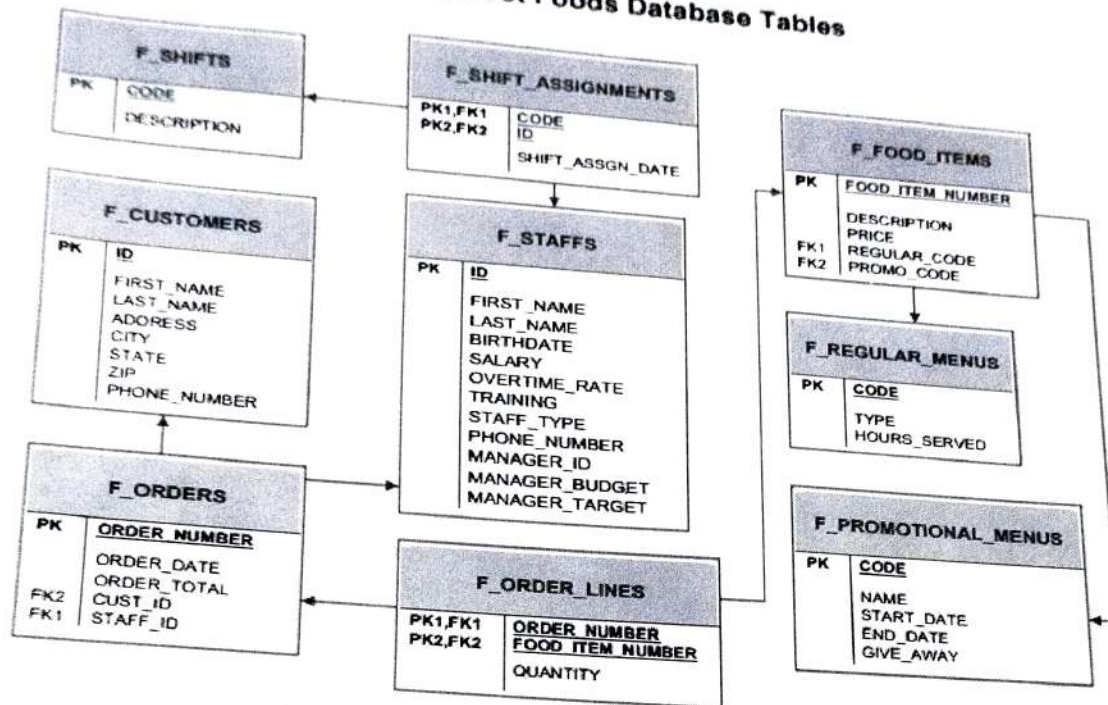 Foods Database Tables
F_SHIFTS
PK CODE
DESCRIPTION
F_SHIFT_ASSIGNMENTS
PK1,FK1 CODE
PK2,FK2 ID
SHIFT_ASSGN_DATE
F_FOOD_ITEMS
PK FOOD_ITEM_NUMBER
DESCRIPTION
PRICE
FK1 REGULAR_CODE
FK2 PROMO_CODE
F_CUSTOMERS
PK ID
FIRST_NAME
LAST_NAME
ADDRESS
CITY
STATE
ZIP
PHONE_NUMBER
F_STAFFS
PK ID
FIRST_NAME
LAST_NAME
BIRTHDATE
SALARY
OVERTIME_RATE
TRAINING
STAFF_TYPE
PHONE_NUMBER
MANAGER_ID
MANAGER_BUDGET
MANAGER_TARGET
F_REGULAR_MENUS
PK CODE
TYPE
HOURS_SERVED
F_ORDERS
PK ORDER_NUMBER
ORDER_DATE
ORDER_TOTAL
FK2 CUST_ID
FK1 STAFF_ID
F_ORDER_LINES
PK1,FK1 ORDER_NUMBER
PK2,FK2 FOOD_ITEM_NUMBER
QUANTITY
F_PROMOTIONAL_MENUS
PK CODE
NAME
START_DATE
END_DATE
GIVE_AWAY